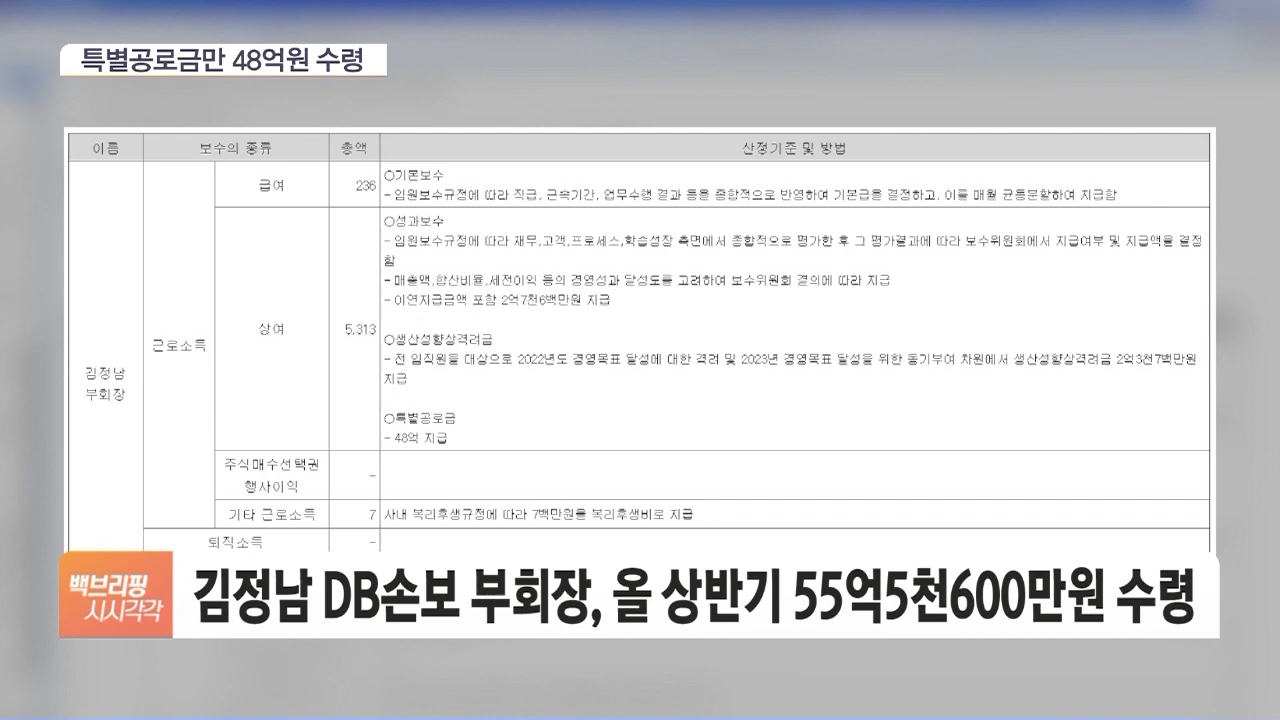 특별공로금만 48억원 수령
이름 보수의 종류 총액 산정기준 및 방법
김정남
부회장
근로소득
급여 236
○기본보수
- 임원보수규정에 따라 직급, 근속기간, 업무수행 결과 등을 종합적으로 반영하여 기본급을 결정하고, 이를 매월 균등분할하여 지급함
상여 5,313
○성과보수
- 임원보수규정에 따라 재무,고객,프로세스,학습성장 측면에서 종합적으로 평가한 후 그 평가결과에 따라 보수위원회에서 지급여부 및 지급액을 결정
함
- 매출액,합산비율,세전이익 등의 경영성과 달성도를 고려하여 보수위원회 결의에 따라 지급
- 이연지급금액 포함 2억7천6백만원 지급
○생산성향상격려금
- 전 임직원을 대상으로 2022년도 경영목표 달성에 대한 격려 및 2023년 경영목표 달성을 위한 동기부여 차원에서 생산성향상격려금 2억3천7백만원
지급
○특별공로금
- 48억 지급
주식매수선택권
행사이익
-
기타 근로소득 7 사내 복리후생규정에 따라 7백만원을 복리후생비로 지급
퇴직소득 -
백브리핑
시시각각
김정남 DB손보 부회장, 올 상반기 55억5천600만원 수령